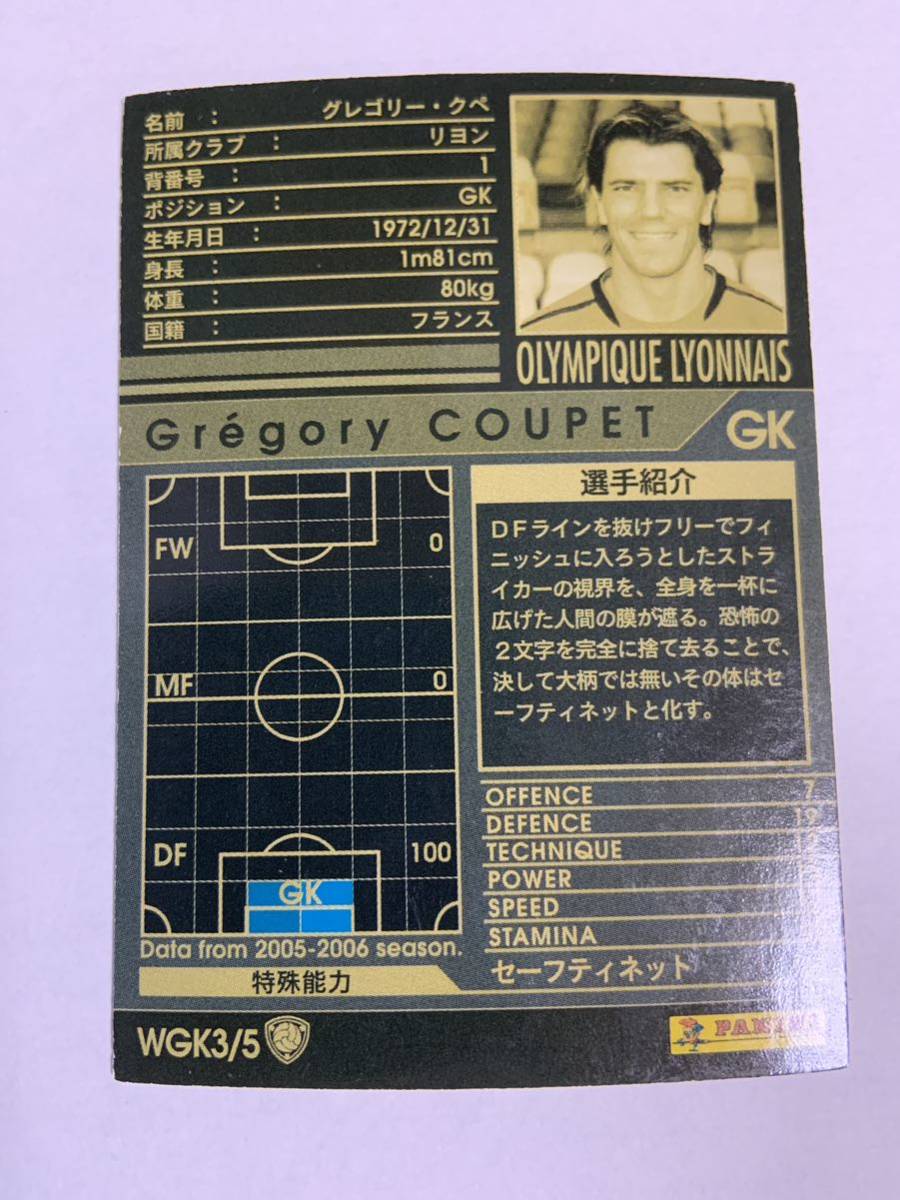 名前 : グレゴリー・クペ
所属クラブ : リヨン
背番号 : 1
ポジション : GK
生年月日 : 1972/12/31
身長 : 1m81cm
体重 : 80kg
国籍 : フランス
OLYMPIQUE LYONNAIS
Grégory COUPET
GK
FW 0
MF 0
DF 100
GK
Data from 2005-2006 season.
特殊能力
選手紹介
DFラインを抜けフリーでフィ
ニッシュに入ろうとしたストラ
イカーの視界を、全身を一杯に
広げた人間の膜が遮る。恐怖の
2文字を完全に捨て去ることで、
決して大柄では無いその体はセ
ーフティネットと化す。
OFFENCE 7
DEFENCE 19
TECHNIQUE
POWER
SPEED
STAMINA
セーフティネット
WGK3/5
PANINI